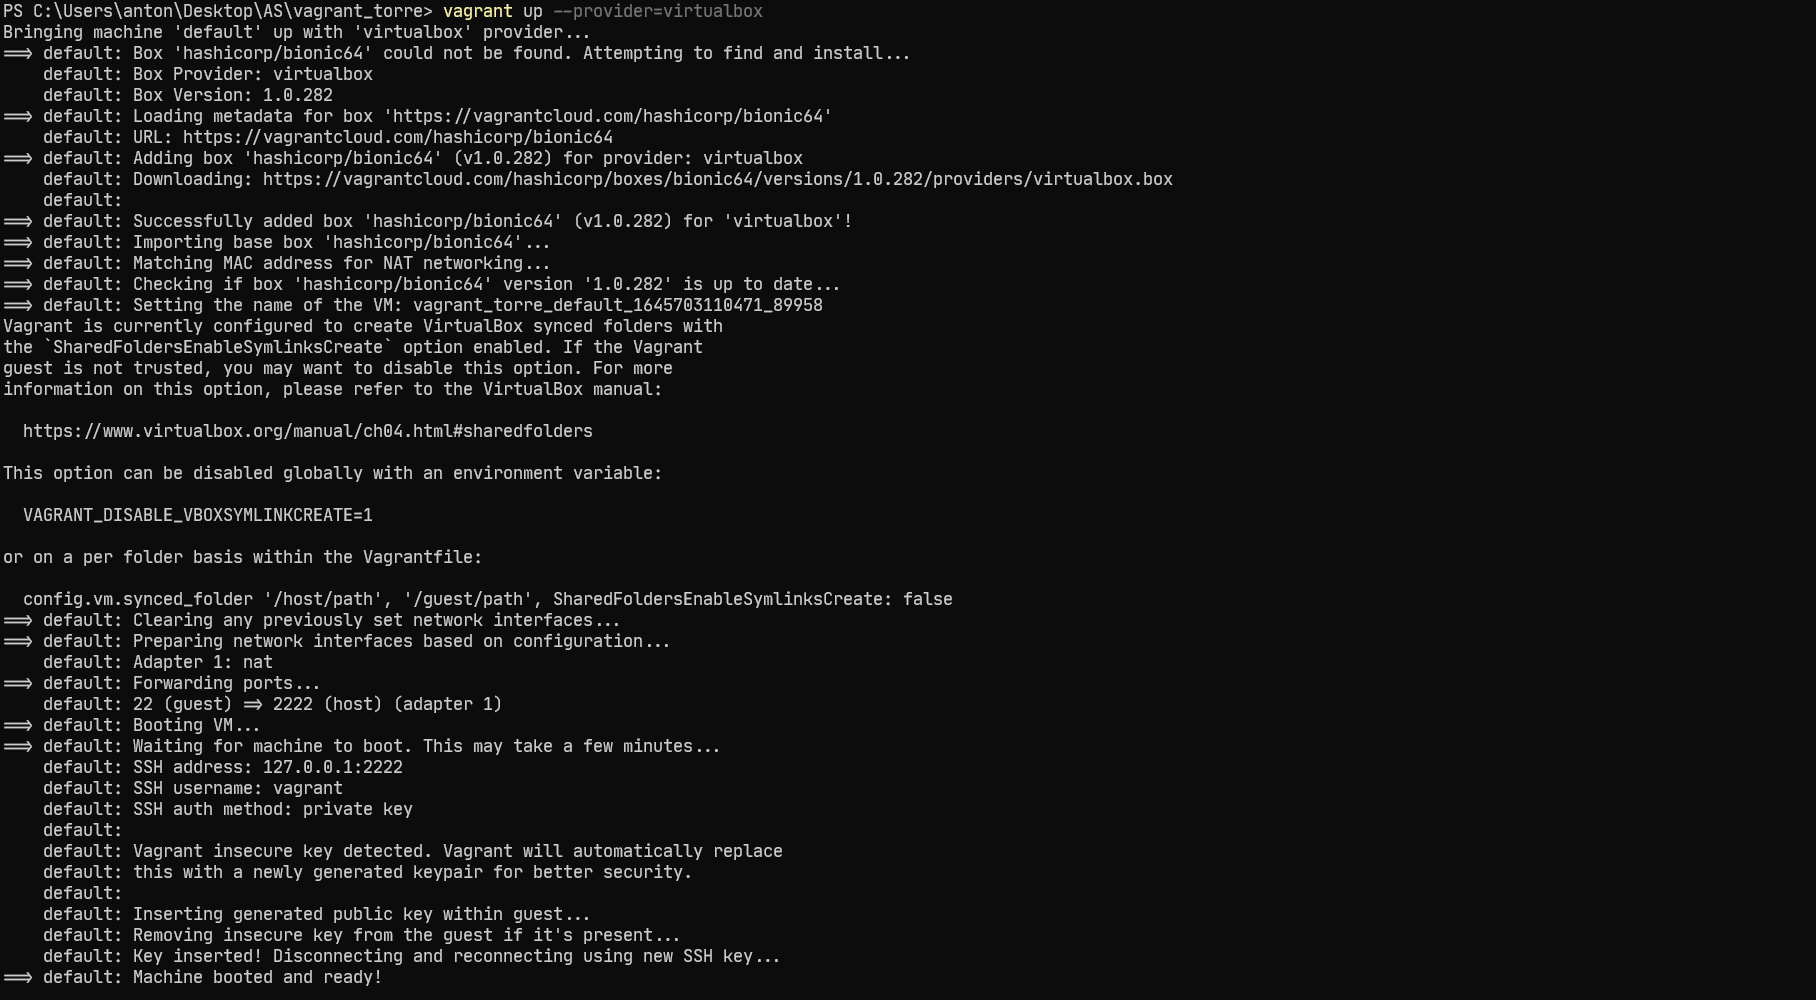 PS C:\Users\anton\Desktop\AS\vagrant_torre> vagrant up --provider=virtualbox
Bringing machine 'default' up with 'virtualbox' provider...
==> default: Box 'hashicorp/bionic64' could not be found. Attempting to find and install...
    default: Box Provider: virtualbox
    default: Box Version: 1.0.282
==> default: Loading metadata for box 'https://vagrantcloud.com/hashicorp/bionic64'
    default: URL: https://vagrantcloud.com/hashicorp/bionic64
==> default: Adding box 'hashicorp/bionic64' (v1.0.282) for provider: virtualbox
    default: Downloading: https://vagrantcloud.com/hashicorp/boxes/bionic64/versions/1.0.282/providers/virtualbox.box
    default:
==> default: Successfully added box 'hashicorp/bionic64' (v1.0.282) for 'virtualbox'!
==> default: Importing base box 'hashicorp/bionic64'...
==> default: Matching MAC address for NAT networking...
==> default: Checking if box 'hashicorp/bionic64' version '1.0.282' is up to date...
==> default: Setting the name of the VM: vagrant_torre_default_1645703110471_89958
Vagrant is currently configured to create VirtualBox synced folders with
the `SharedFoldersEnableSymlinksCreate` option enabled. If the Vagrant
guest is not trusted, you may want to disable this option. For more
information on this option, please refer to the VirtualBox manual:

  https://www.virtualbox.org/manual/ch04.html#sharedfolders

This option can be disabled globally with an environment variable:

  VAGRANT_DISABLE_VBOXSYMLINKCREATE=1

or on a per folder basis within the Vagrantfile:

  config.vm.synced_folder '/host/path', '/guest/path', SharedFoldersEnableSymlinksCreate: false
==> default: Clearing any previously set network interfaces...
==> default: Preparing network interfaces based on configuration...
    default: Adapter 1: nat
==> default: Forwarding ports...
    default: 22 (guest) => 2222 (host) (adapter 1)
==> default: Booting VM...
==> default: Waiting for machine to boot. This may take a few minutes...
    default: SSH address: 127.0.0.1:2222
    default: SSH username: vagrant
    default: SSH auth method: private key
    default:
    default: Vagrant insecure key detected. Vagrant will automatically replace
    default: this with a newly generated keypair for better security.
    default:
    default: Inserting generated public key within guest...
    default: Removing insecure key from the guest if it's present...
    default: Key inserted! Disconnecting and reconnecting using new SSH key...
==> default: Machine booted and ready!